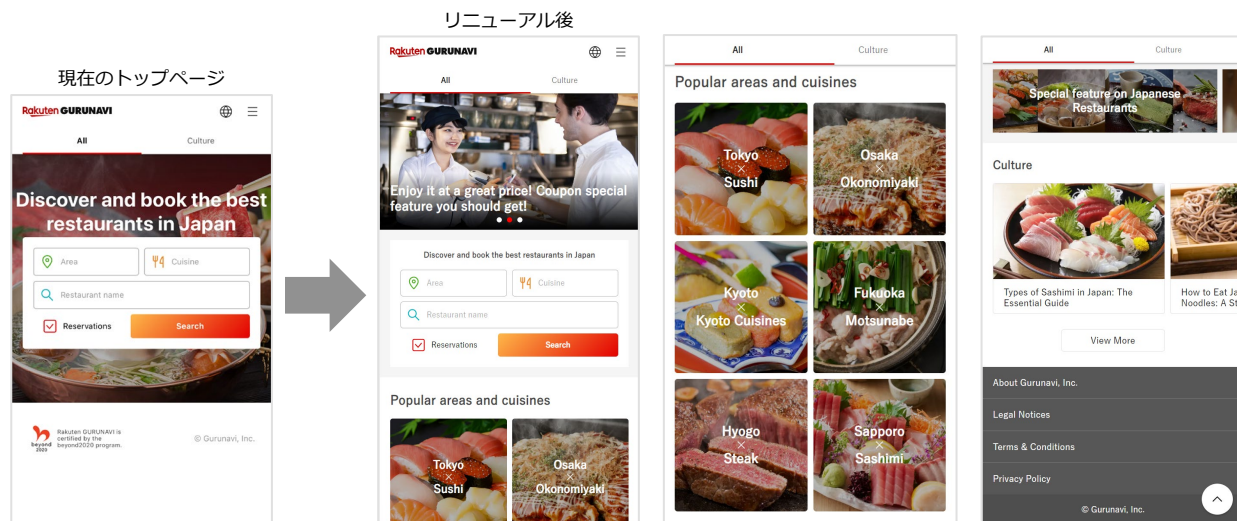 現在のトップページ
Rakuten GURUNAVI
All Culture
Discover and book the best
restaurants in Japan
Area Cuisine
Restaurant name
Reservations Search
beyond
2020
Rakuten GURUNAVI is
certified by the
beyond2020 program.
© Gurunavi, Inc.
リニューアル後
Rakuten GURUNAVI
All Culture
Enjoy it at a great price! Coupon special
feature you should get!
Discover and book the best restaurants in Japan
Area Cuisine
Restaurant name
Reservations Search
Popular areas and cuisines
Tokyo
×
Sushi
Osaka
×
Okonomiyaki
All Culture
Popular areas and cuisines
Tokyo
×
Sushi
Osaka
×
Okonomiyaki
Kyoto
×
Kyoto Cuisines
Fukuoka
×
Motsunabe
Hyogo
×
Steak
Sapporo
×
Sashimi
All Culture
Special feature on Japanese
Restaurants
Culture
Types of Sashimi in Japan: The
Essential Guide
How to Eat Ja
Noodles: A St
View More
About Gurunavi, Inc.
Legal Notices
Terms & Conditions
Privacy Policy
© Gurunavi, Inc.